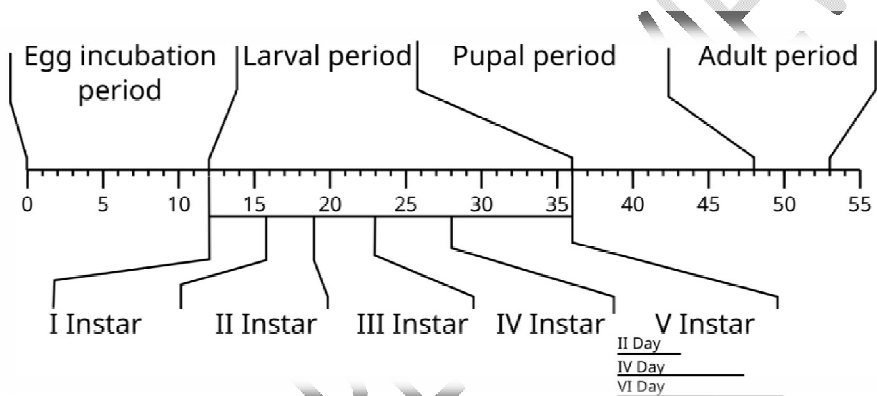 Egg incubation
period
Larval period
Pupal period
Adult period
0 5 10 15 20 25 30 35 40 45 50 55
I Instar II Instar III Instar IV Instar V Instar
II Day
IV Day
VI Day